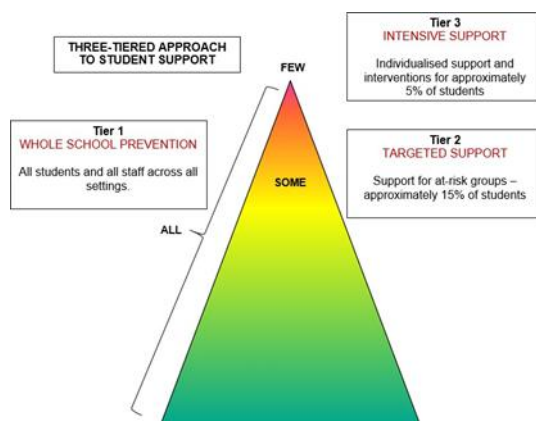 THREE-TIERED APPROACH
TO STUDENT SUPPORT
FEW
Tier 3
INTENSIVE SUPPORT
Individualised support and
interventions for approximately
5% of students
Tier 1
WHOLE SCHOOL PREVENTION
All students and all staff across all
settings.
Tier 2
TARGETED SUPPORT
Support for at-risk groups –
approximately 15% of students
SOME
ALL